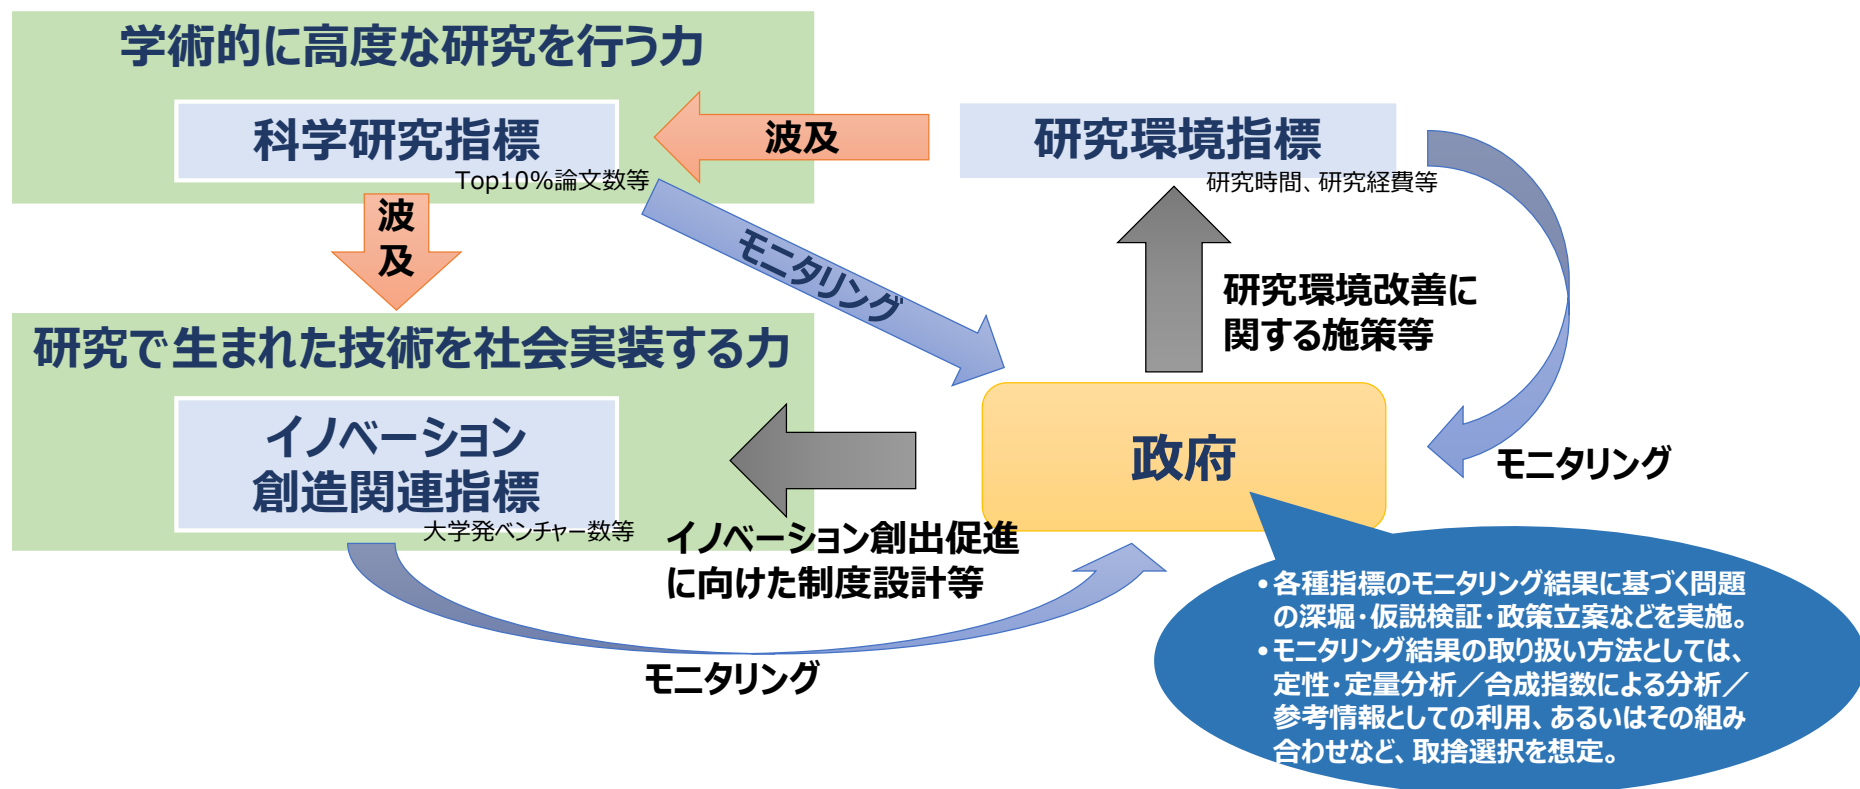 学術的に高度な研究を行う力
科学研究指標
Top10%論文数等
波及
研究環境指標
研究時間、研究経費等
波
及
モニタリング
研究環境改善に
関する施策等
研究で生まれた技術を社会実装する力
イノベーション
創造関連指標
大学発ベンチャー数等
政府
モニタリング
イノベーション創出促進
に向けた制度設計等
モニタリング
•各種指標のモニタリング結果に基づく問題
の深堀・仮説検証・政策立案などを実施。
•モニタリング結果の取り扱い方法としては、
定性・定量分析／合成指数による分析／
参考情報としての利用、あるいはその組み
合わせなど、取捨選択を想定。